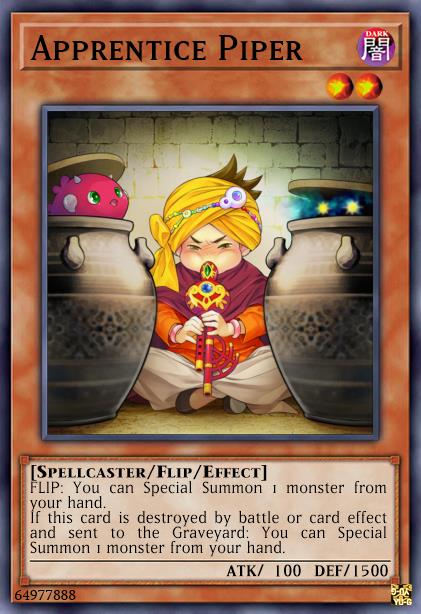 APPRENTICE PIPER
DARK
闇
[SPELLCASTER/FLIP/EFFECT]
FLIP: You can Special Summon 1 monster from
your hand.
If this card is destroyed by battle or card effect
and sent to the Graveyard: You can Special
Summon 1 monster from your hand.
ATK/ 100 DEF/1500
64977888